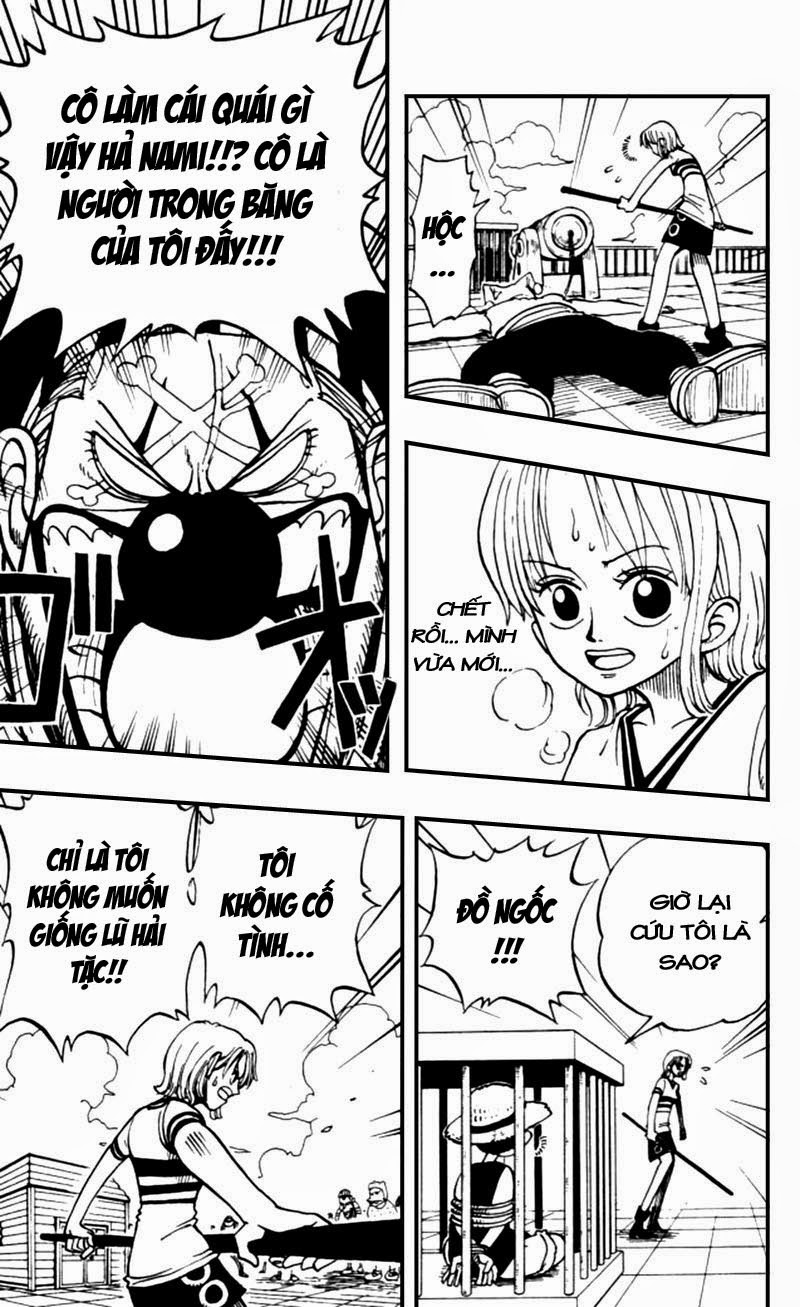 HỘC
...
CHẾT
RỒI... MÌNH
VỪA MỚI...
CÔ LÀM CÁI QUÁI GÌ
VẬY HẢ NAMI!!? CÔ LÀ
NGƯỜI TRONG BĂNG
CỦA TÔI ĐẤY!!!
GIỜ LẠI
CỨU TÔI LÀ
SAO?
ĐỒ NGỐC
!!!
TÔI
KHÔNG CỐ
TÌNH...
CHỈ LÀ TÔI
KHÔNG MUỐN
GIỐNG LŨ HẢI
TẶC!!